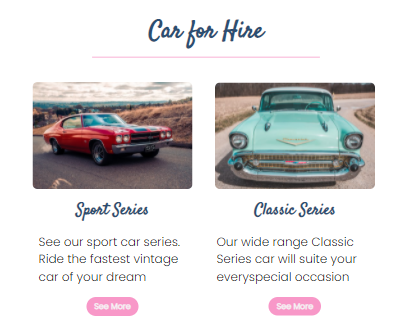 Car for Hire
Sport Series
See our sport car series.
Ride the fastest vintage
car of your dream
See More
Classic Series
Our wide range Classic
Series car will suite your
everyspecial occasion
See More